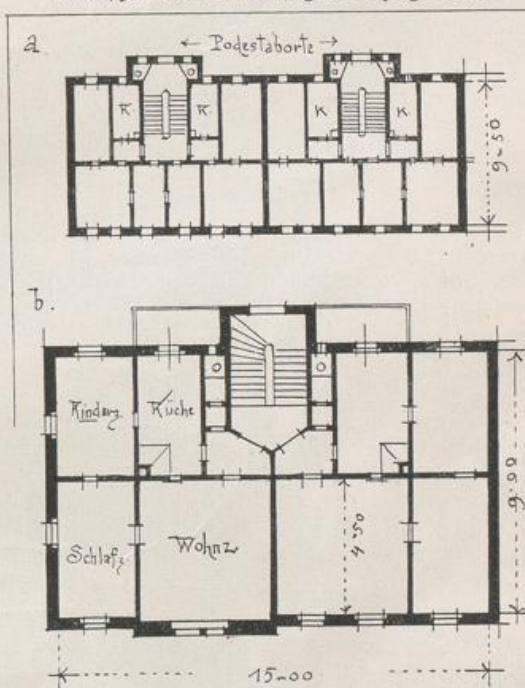 a
← Podestaborte →
K
K
K
K
9.50
b.
Kinderz
Küche
Schlafz
Wohnz
4.50
9.00
15.00